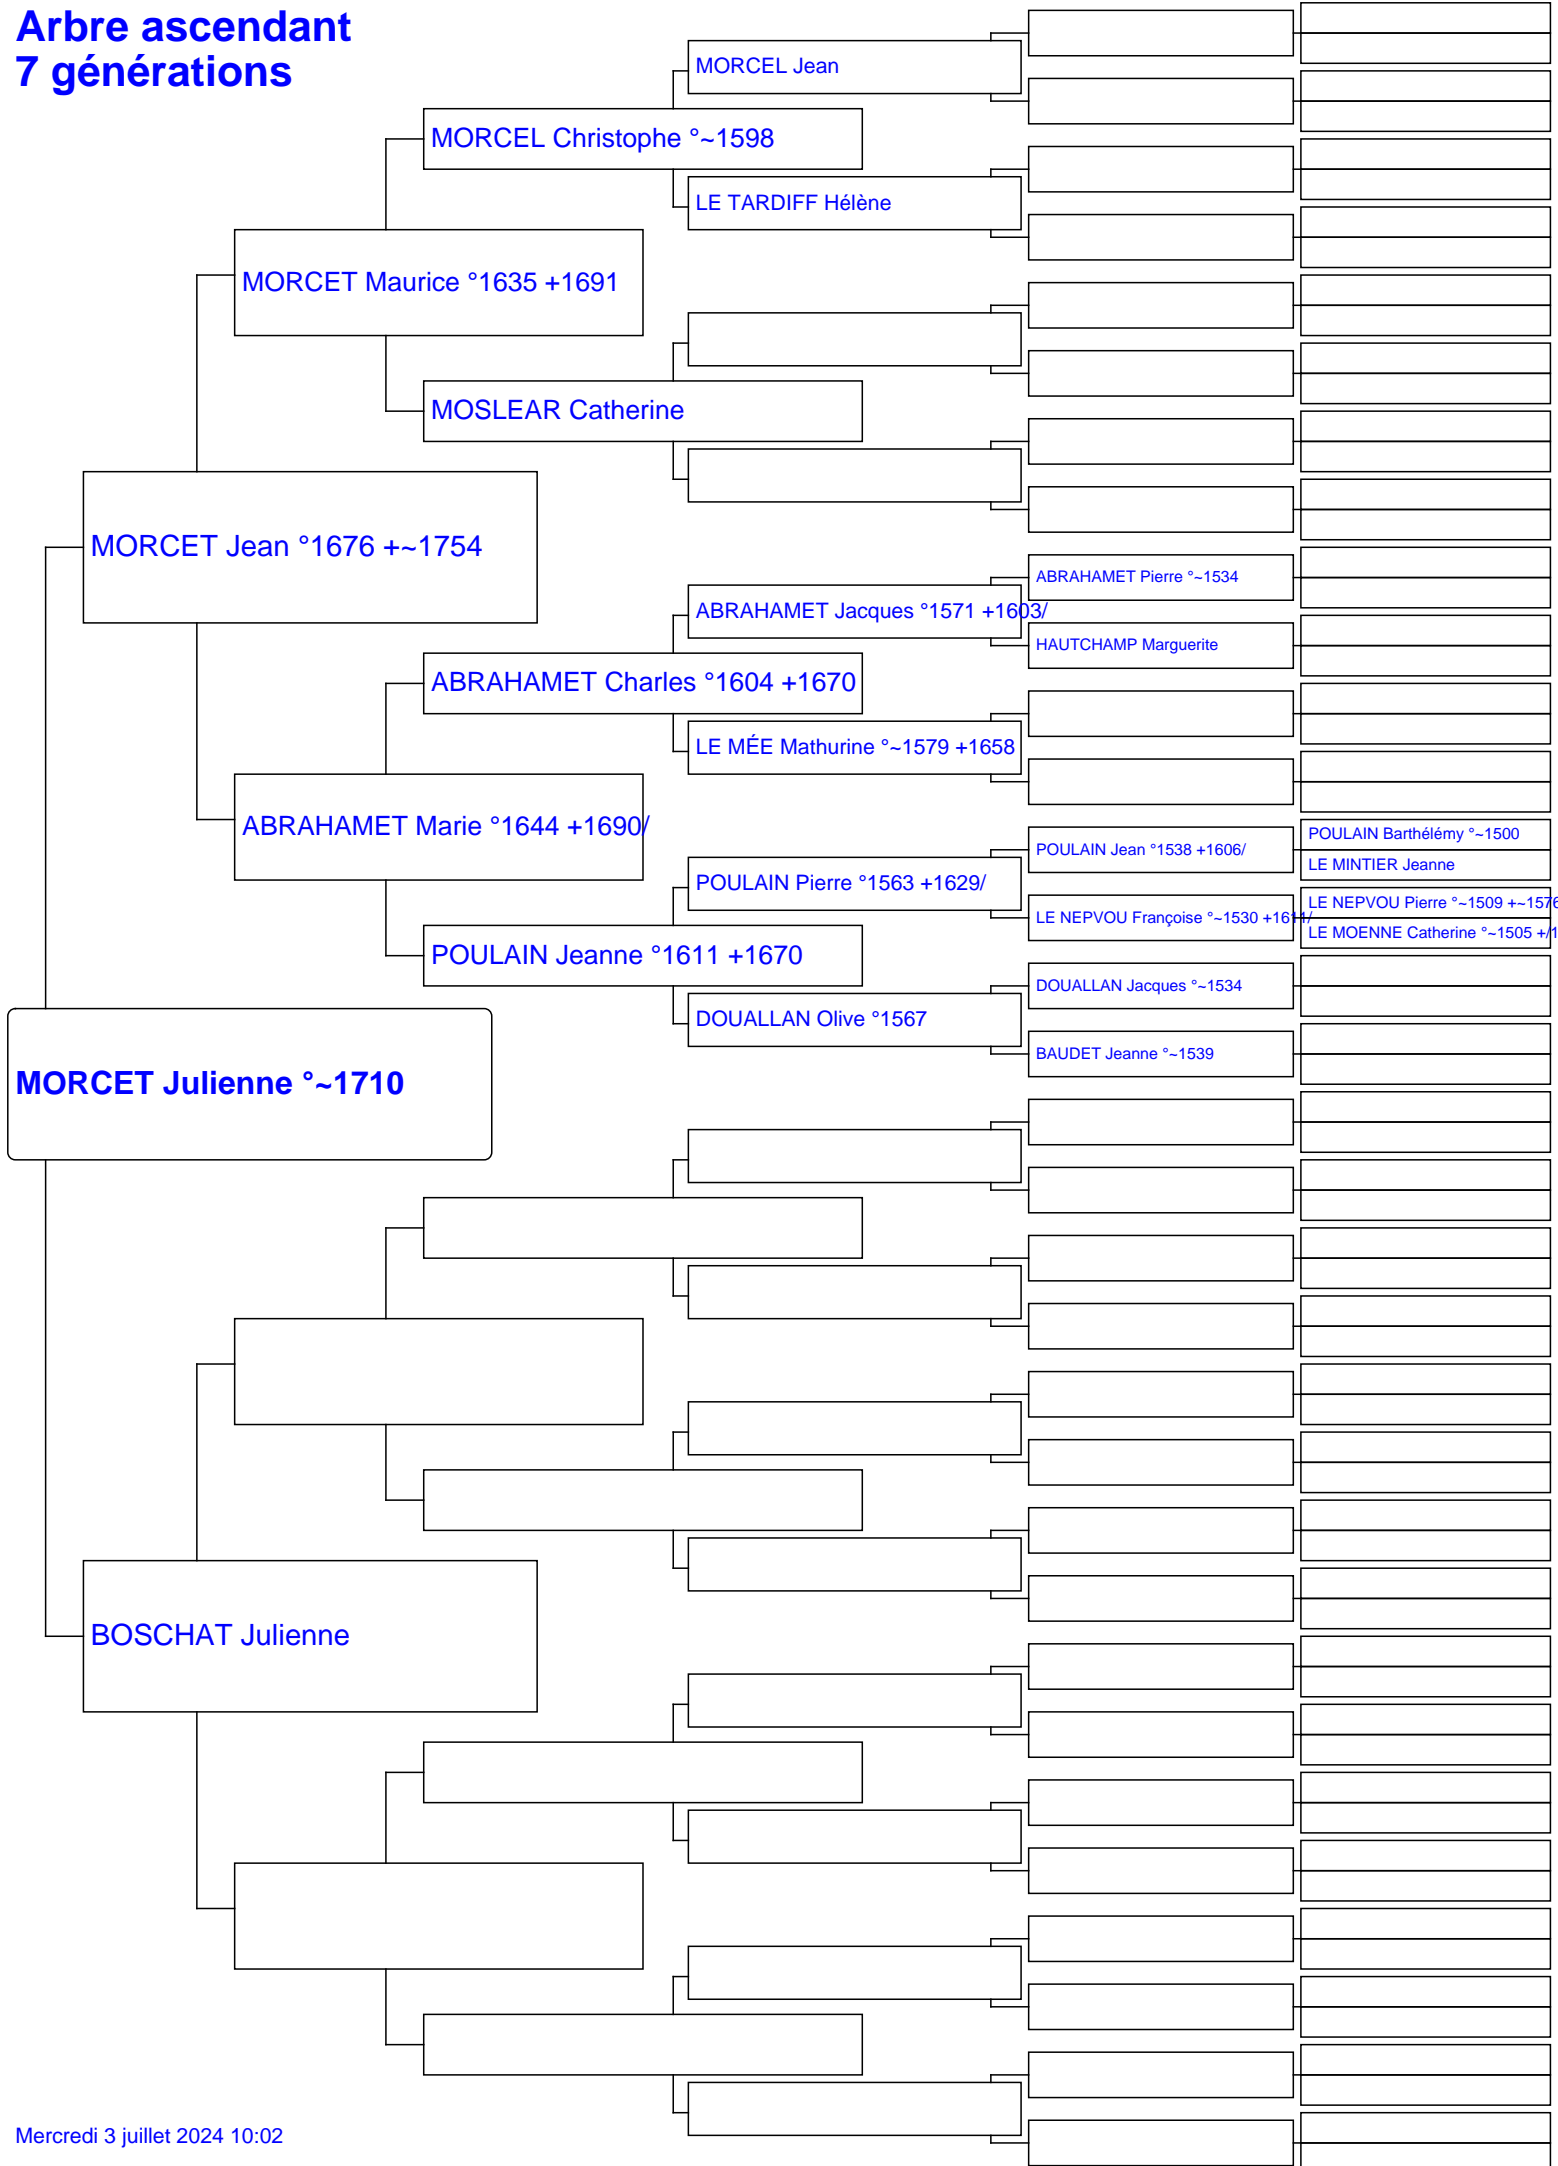 Arbre ascendant
7 générations
MORCEL Jean
MORCEL Christophe °~1598
LE TARDIFF Hélène
MORCET Maurice °1635 +1691
MOSLEAR Catherine
MORCET Jean °1676 +~1754
ABRAHAMET Pierre °~1534
ABRAHAMET Jacques °1571 +1603/
HAUTCHAMP Marguerite
ABRAHAMET Charles °1604 +1670
LE MÉE Mathurine °~1579 +1658
ABRAHAMET Marie °1644 +1690/
POULAIN Barthélémy °~1500
POULAIN Jean °1538 +1606/
LE MINTIER Jeanne
POULAIN Pierre °1563 +1629/
LE NEPVOU Pierre °~1509 +~1576
LE NEPVOU Françoise °~1530 +1611/
LE MOENNE Catherine °~1505 +/1
POULAIN Jeanne °1611 +1670
DOUALLAN Jacques °~1534
DOUALLAN Olive °1567
BAUDET Jeanne °~1539
MORCET Julienne °~1710
BOSCHAT Julienne
Mercredi 3 juillet 2024 10:02